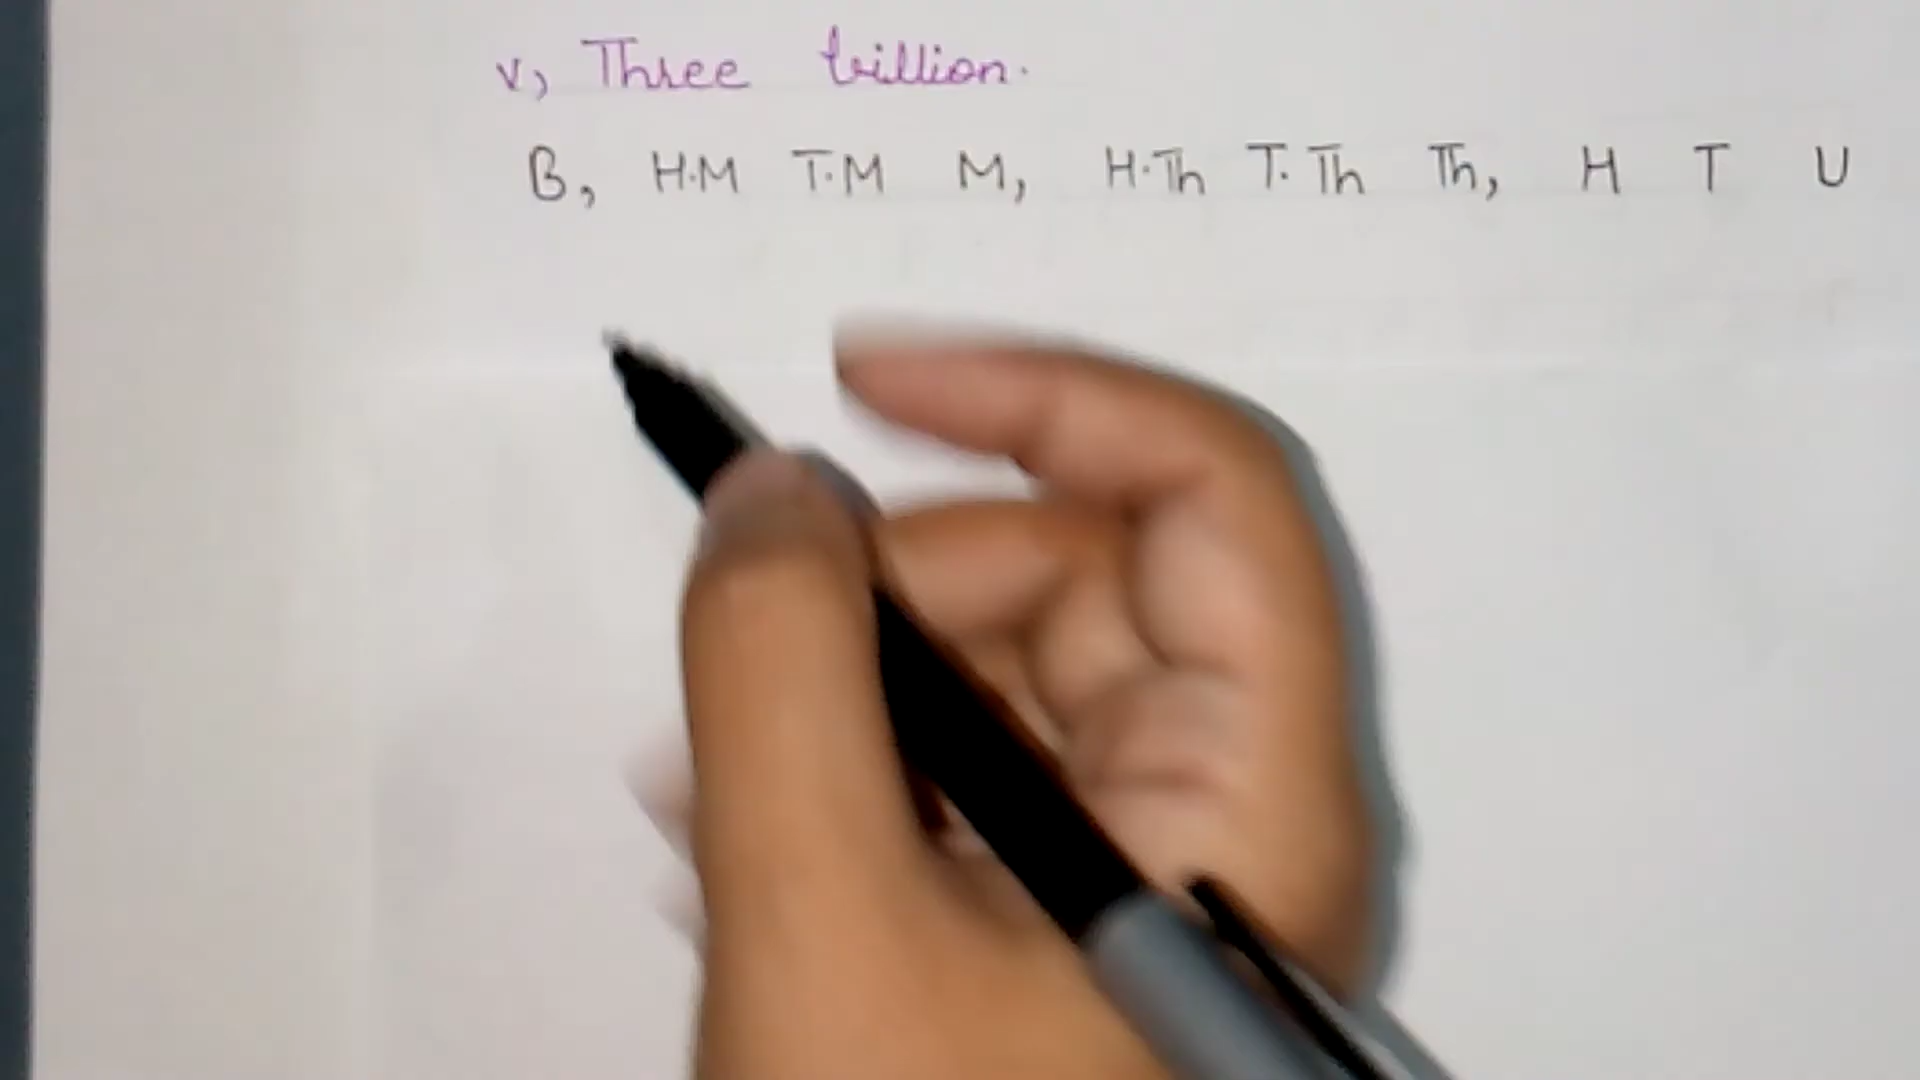 v, Three trillion.
B, H.M T.M M, H.Th T.Th Th, H T U